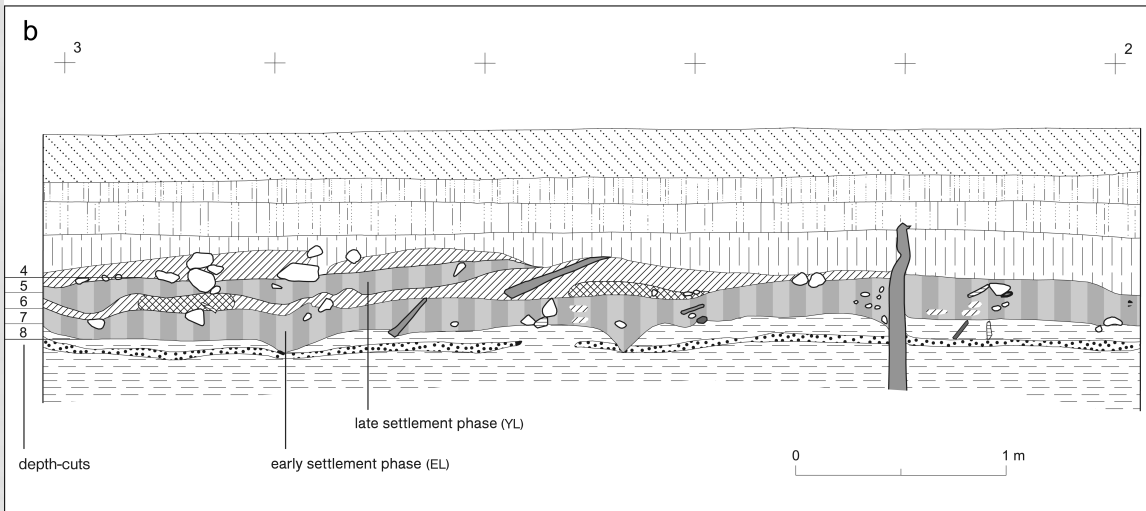 b
3
2
4
5
6
7
8
late settlement phase (YL)
depth-cuts
early settlement phase (EL)
0
1 m